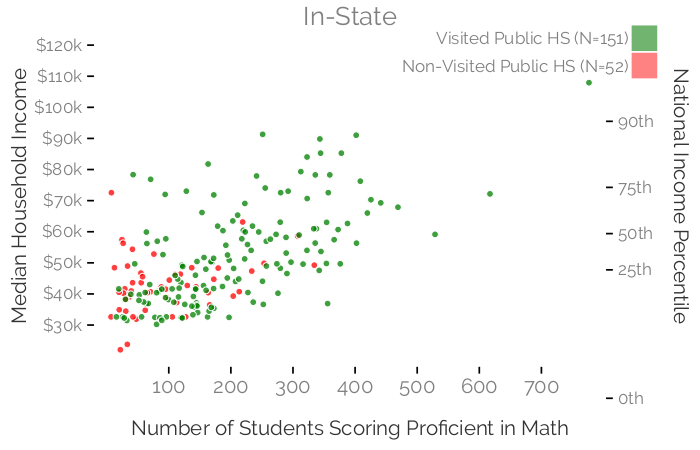 In-State
Visited Public HS (N=151)
Non-Visited Public HS (N=52)
Median Household Income
$120k
$110k
$100k
$90k
$80k
$70k
$60k
$50k
$40k
$30k
National Income Percentile
90th
75th
50th
25th
0th
100 200 300 400 500 600 700
Number of Students Scoring Proficient in Math